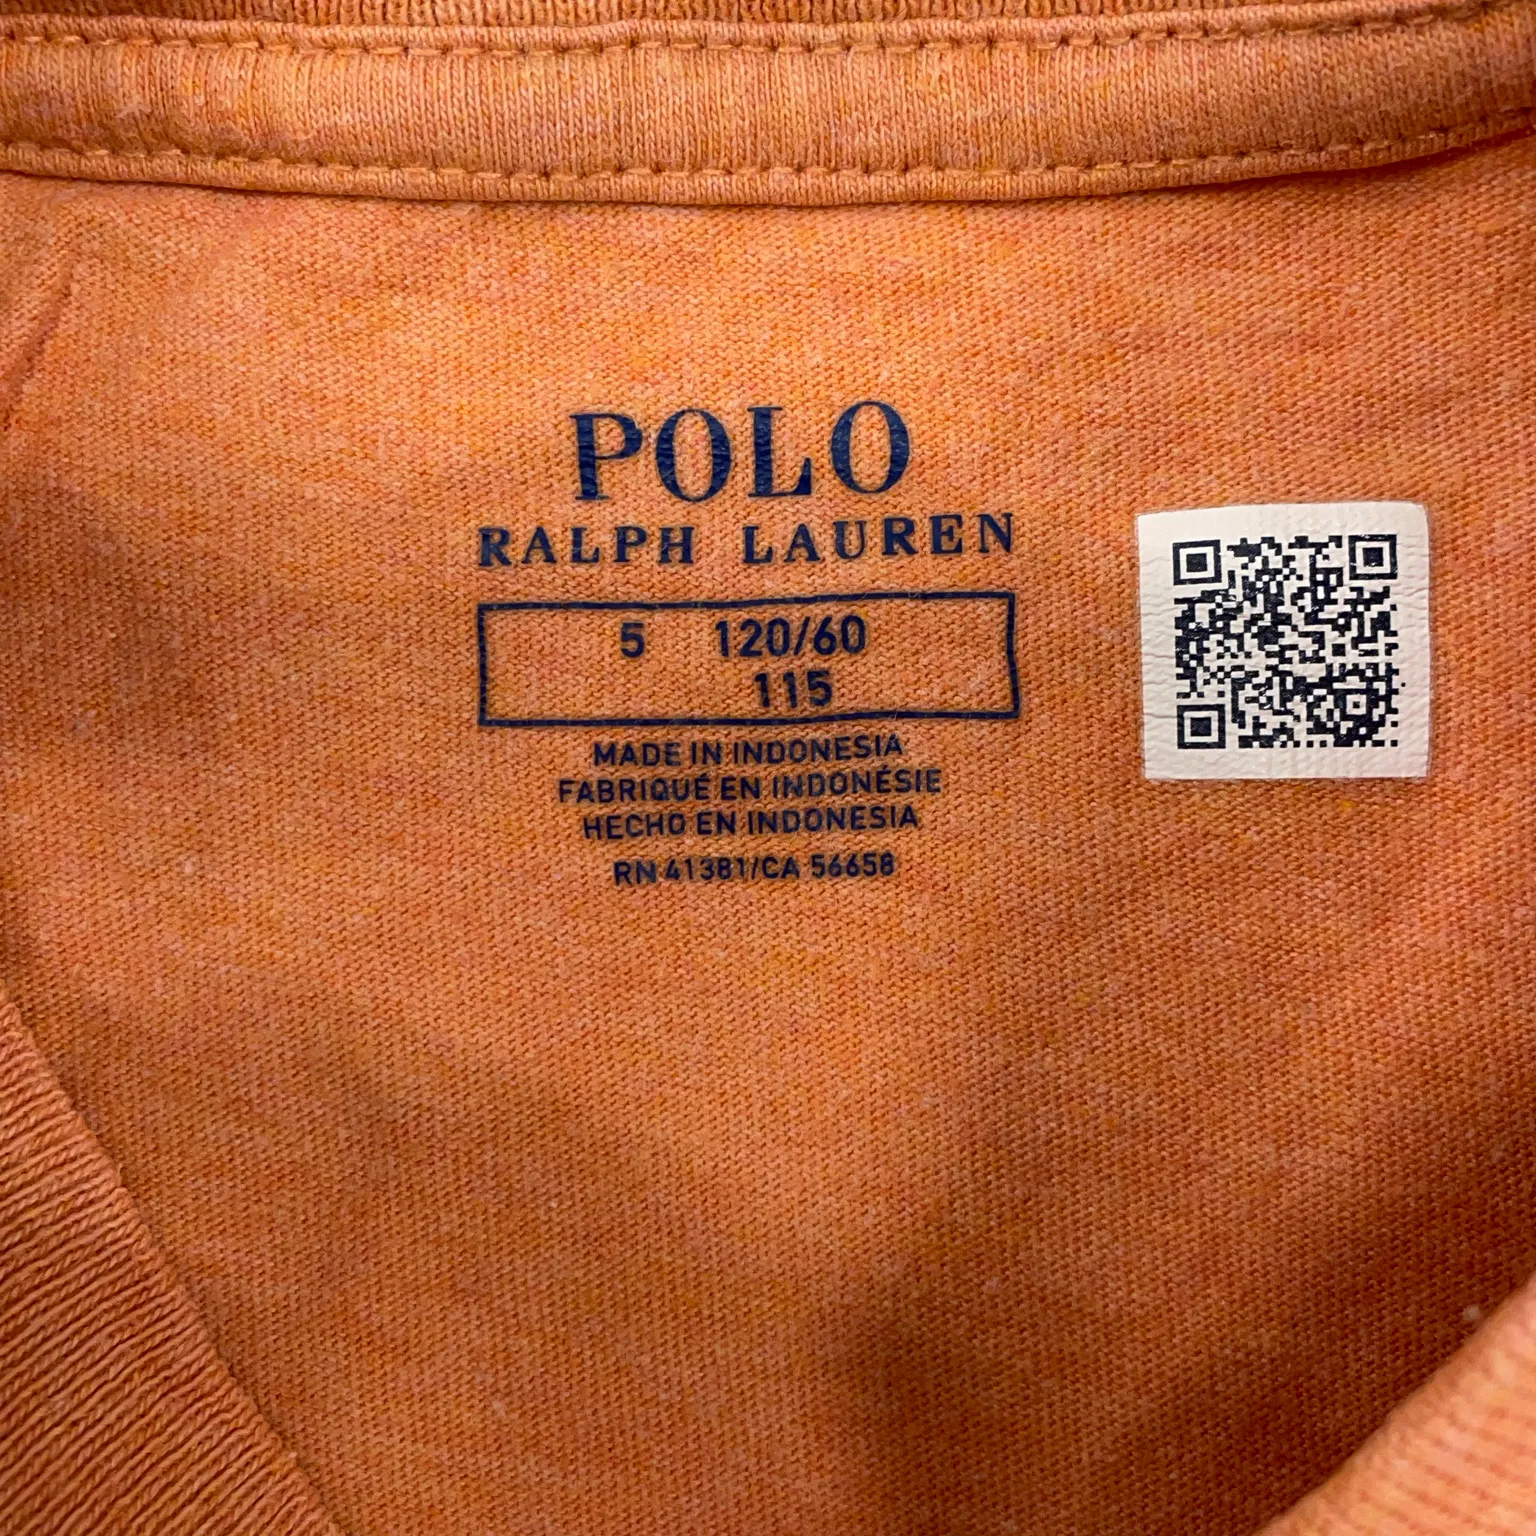 POLO
RALPH LAUREN
5 120/60
115
MADE IN INDONESIA
FABRIQUÉ EN INDONÉSIE
HECHO EN INDONESIA
RN 41381/CA 56658